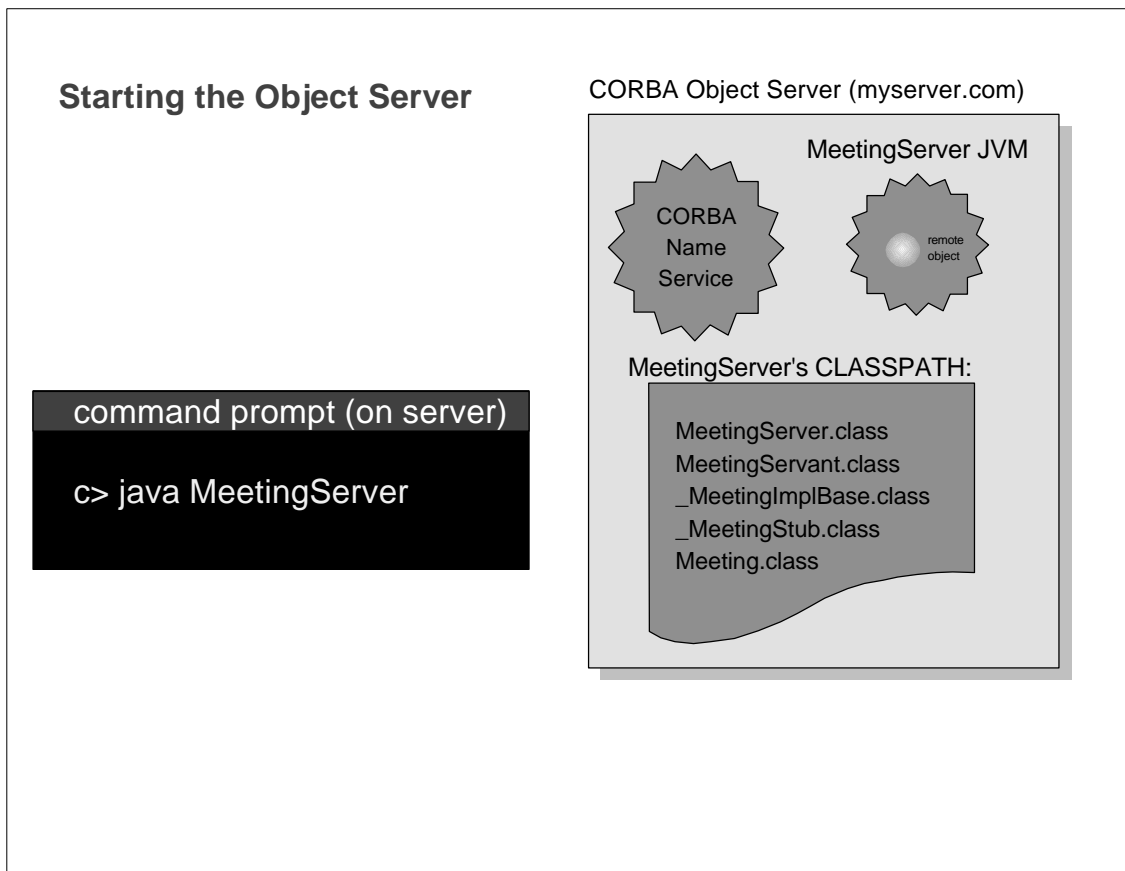 Starting the Object Server
command prompt (on server)
c> java MeetingServer
CORBA Object Server (myserver.com)
MeetingServer JVM
CORBA
Name
Service
remote
object
MeetingServer's CLASSPATH:
MeetingServer.class
MeetingServant.class
_MeetingImplBase.class
_MeetingStub.class
Meeting.class